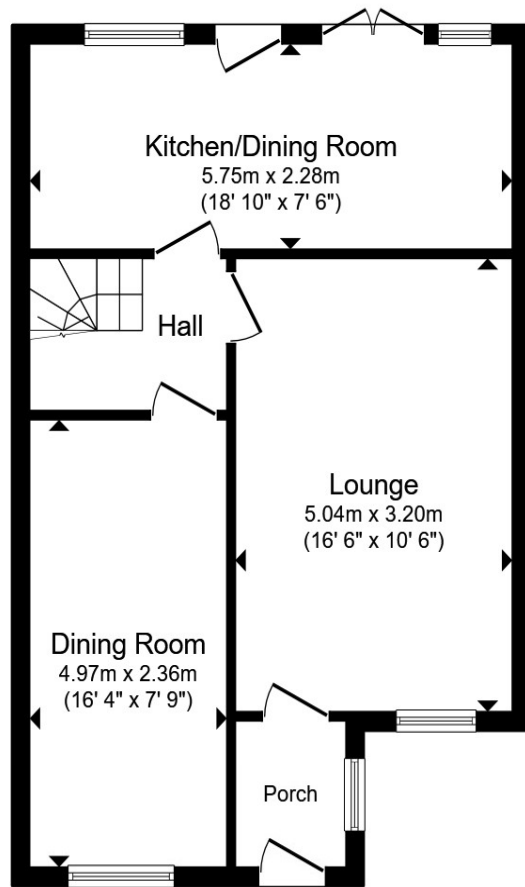 Kitchen/Dining Room
5.75m x 2.28m
(18' 10" x 7' 6")
Hall
Lounge
5.04m x 3.20m
(16' 6" x 10' 6")
Dining Room
4.97m x 2.36m
(16' 4" x 7' 9")
Porch